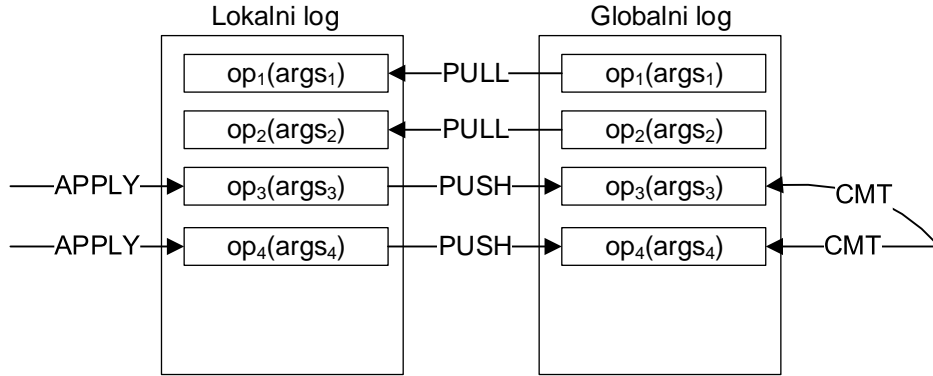 Lokalni log Globalni log
op₁(args₁) PULL op₁(args₁)
op₂(args₂) PULL op₂(args₂)
APPLY op₃(args₃) PUSH op₃(args₃) CMT
APPLY op₄(args₄) PUSH op₄(args₄) CMT